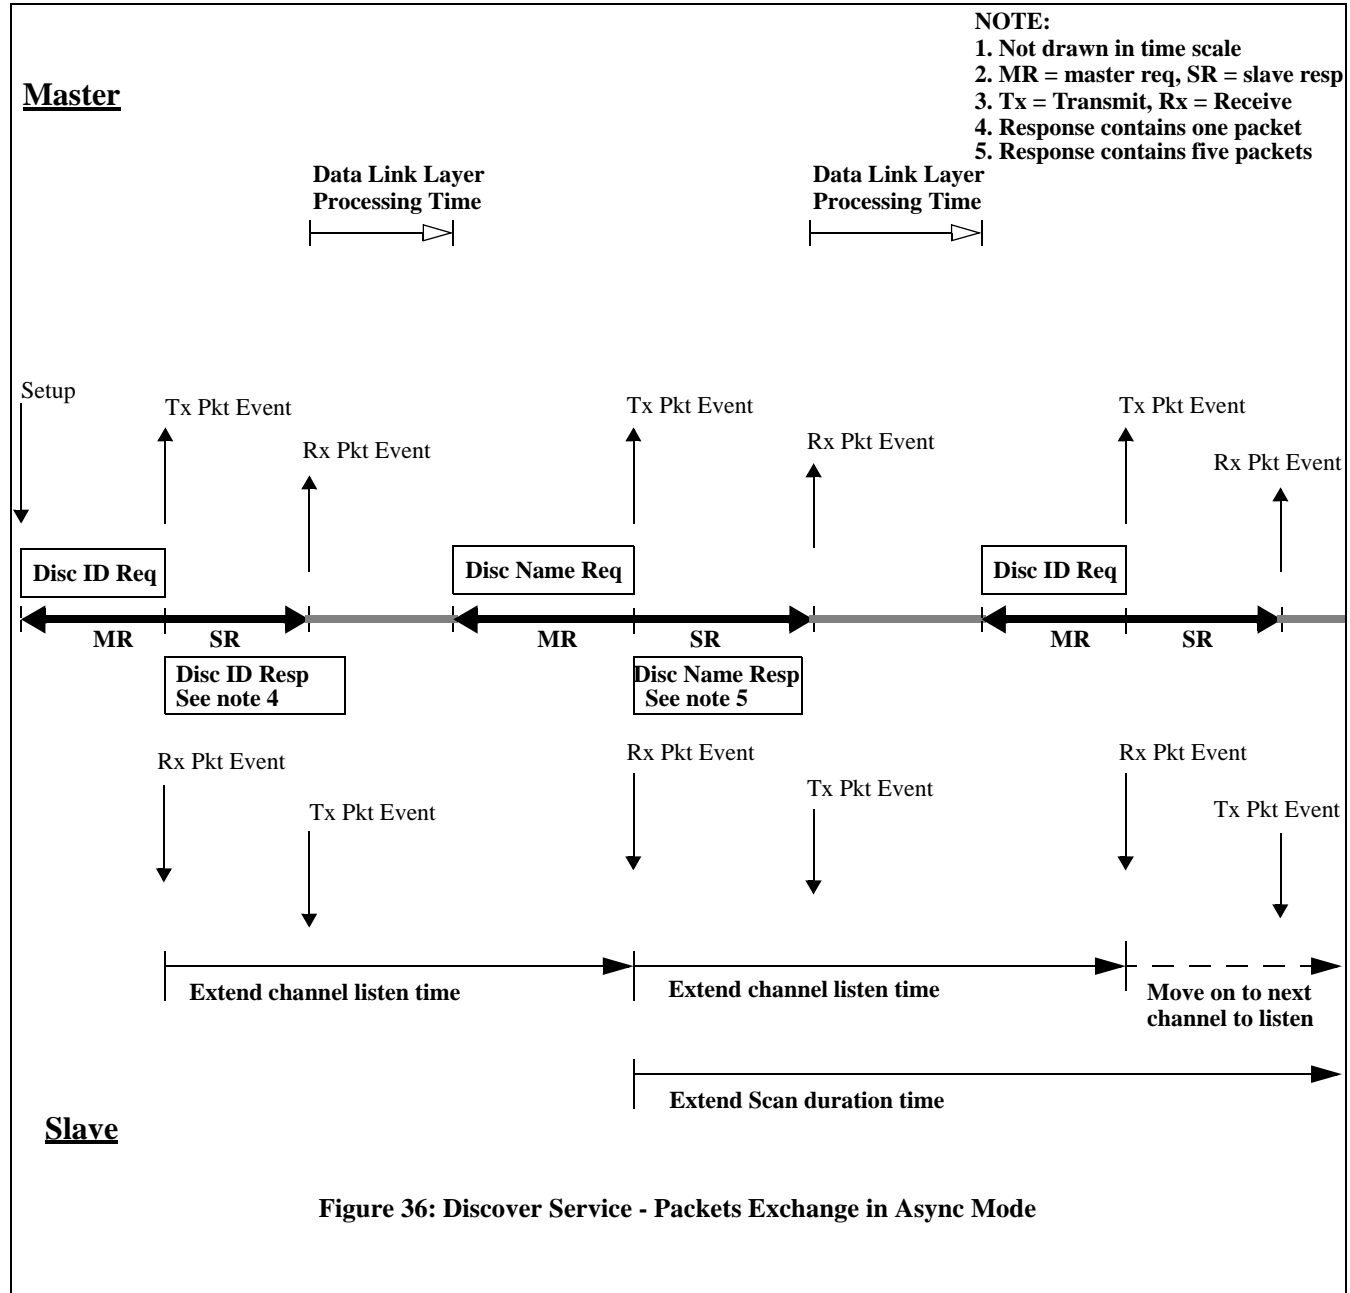 NOTE:
1. Not drawn in time scale
2. MR = master req, SR = slave resp
3. Tx = Transmit, Rx = Receive
4. Response contains one packet
5. Response contains five packets
Master
Data Link Layer
Processing Time
Data Link Layer
Processing Time
Setup
Tx Pkt Event
Rx Pkt Event
Tx Pkt Event
Rx Pkt Event
Tx Pkt Event
Rx Pkt Event
Disc ID Req
Disc Name Req
Disc ID Req
MR
SR
MR
SR
MR
SR
Disc ID Resp
See note 4
Disc Name Resp
See note 5
Rx Pkt Event
Tx Pkt Event
Rx Pkt Event
Tx Pkt Event
Rx Pkt Event
Tx Pkt Event
Extend channel listen time
Extend channel listen time
Move on to next
channel to listen
Extend Scan duration time
Slave
Figure 36: Discover Service - Packets Exchange in Async Mode